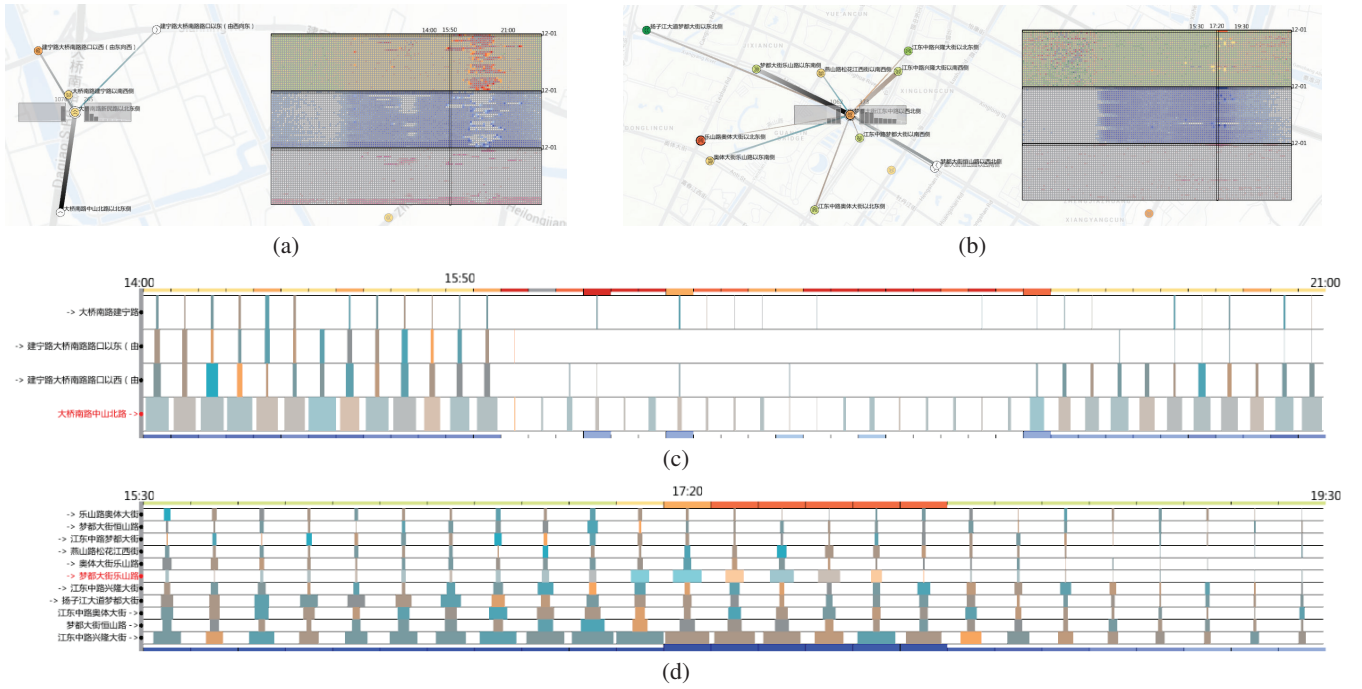 建宁路大桥南路路口以东（由西向东）
建宁路大桥南路路口以西（由东向西）
大桥南路建宁路以南西侧
大桥南路中山北路以北东侧
14:00 15:50 21:00
12-01
12-01
12-01
(a)
扬子江大道梦都大街以东北侧
江东中路兴隆大街以北东侧
梦都大街乐山路以东南侧
燕山路松花江西街以南西侧
江东中路兴隆大街以南西侧
乐山路奥体大街以北东侧
江东中路梦都大街以南西侧
奥体大街乐山路以东南侧
梦都大街恒山路以西北侧
江东中路奥体大街以北东侧
YUE'ANCUN
XIANGYANGCUN
15:30 17:20 19:30
12-01
12-01
12-01
(b)
14:00 15:50 21:00
-> 大桥南路建宁路
-> 建宁路大桥南路路口以东（由
-> 建宁路大桥南路路口以西（由
大桥南路中山北路 ->
(c)
15:30 17:20 19:30
-> 乐山路奥体大街
-> 梦都大街恒山路
-> 江东中路梦都大街
-> 燕山路松花江西街
-> 奥体大街乐山路
-> 梦都大街乐山路
-> 江东中路兴隆大街
-> 扬子江大道梦都大街
江东中路奥体大街 ->
梦都大街恒山路 ->
江东中路兴隆大街 ->
(d)